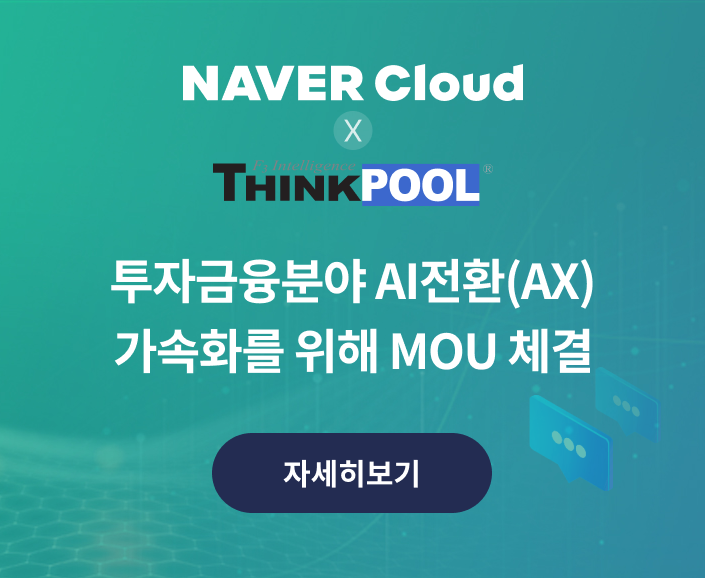 NAVER Cloud
X
F-Intelligence
THINKPOOL®
투자금융분야 AI전환(AX)
가속화를 위해 MOU 체결
자세히보기